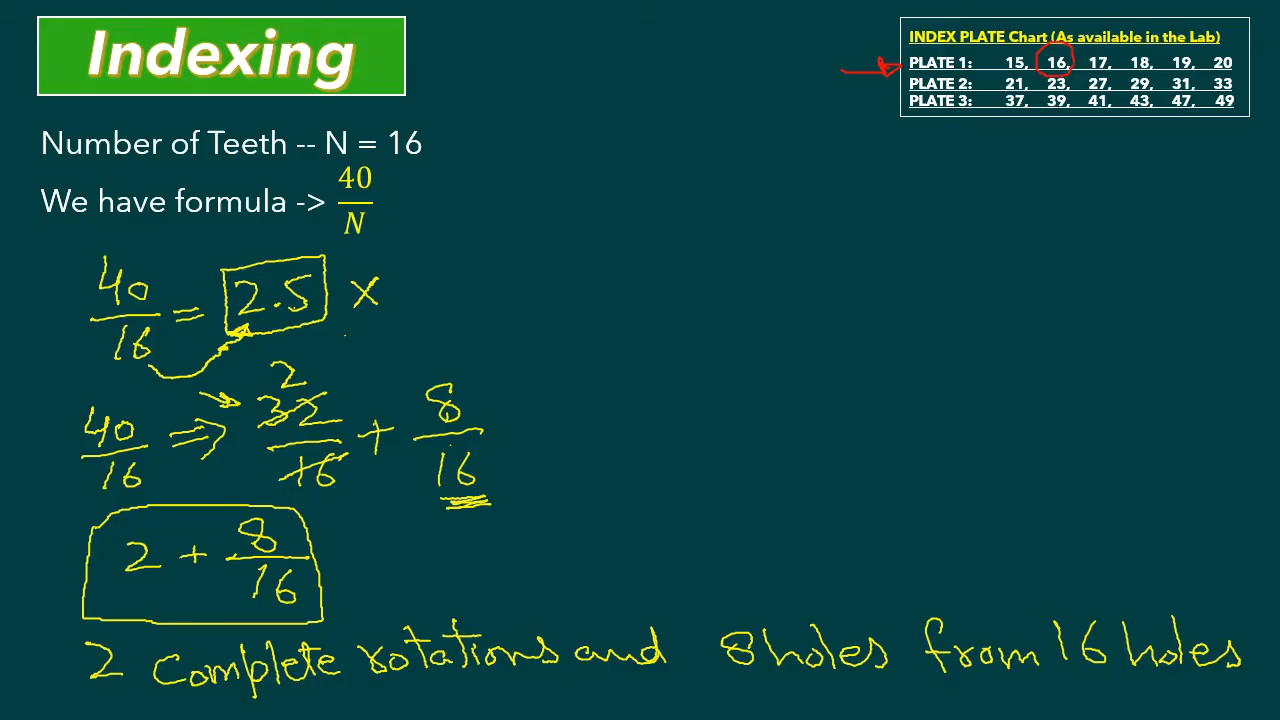 Indexing
INDEX PLATE Chart (As available in the Lab)
PLATE 1: 15, 16, 17, 18, 19, 20
PLATE 2: 21, 23, 27, 29, 31, 33
PLATE 3: 37, 39, 41, 43, 47, 49
Number of Teeth -- N = 16
We have formula -> 40/N
40/16 = 2.5 ×
2
40/16 ⇒ 32/16 + 8/16
2 + 8/16
2 complete rotations and 8 holes from 16 holes